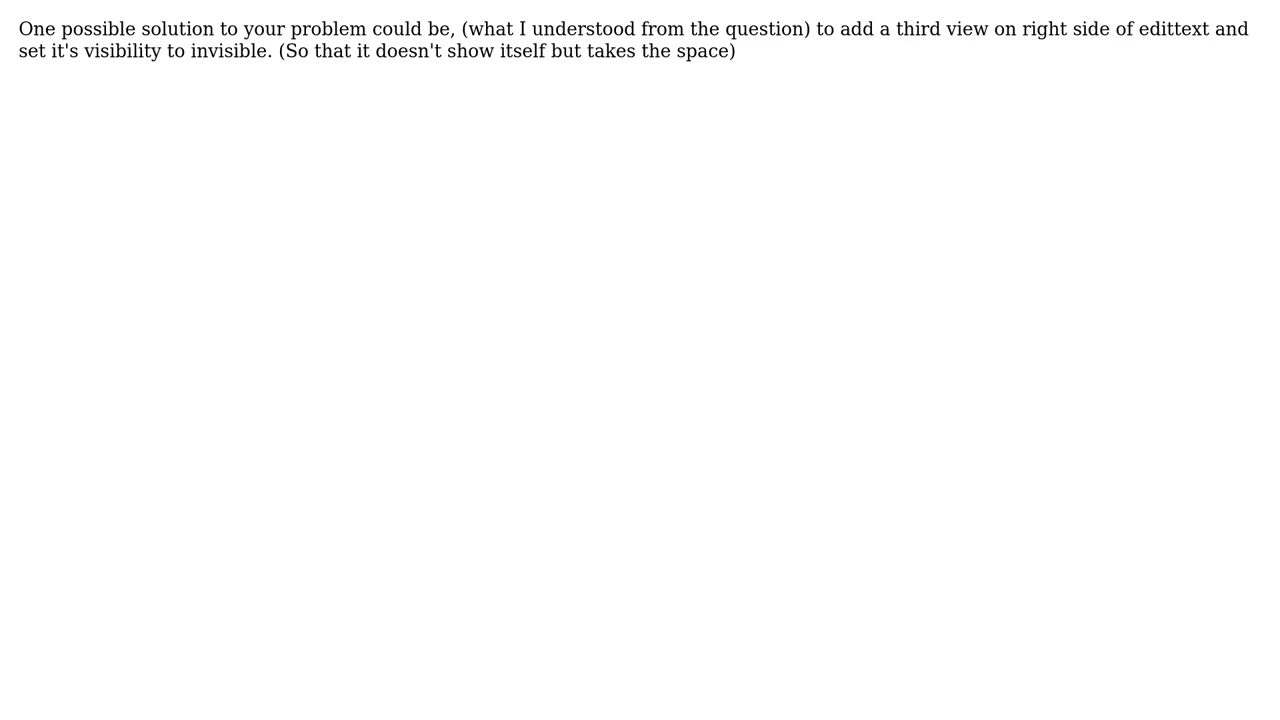 One possible solution to your problem could be, (what I understood from the question) to add a third view on right side of edittext and
set it's visibility to invisible. (So that it doesn't show itself but takes the space)